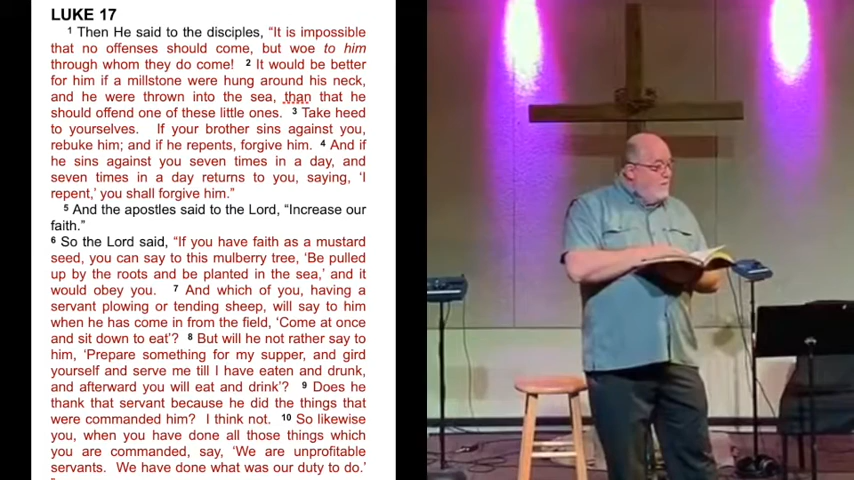 LUKE 17
1 Then He said to the disciples, “It is impossible
that no offenses should come, but woe to him
through whom they do come! 2 It would be better
for him if a millstone were hung around his neck,
and he were thrown into the sea, than that he
should offend one of these little ones. 3 Take heed
to yourselves. If your brother sins against you,
rebuke him; and if he repents, forgive him. 4 And if
he sins against you seven times in a day, and
seven times in a day returns to you, saying, ‘I
repent,’ you shall forgive him.”
5 And the apostles said to the Lord, “Increase our
faith.”
6 So the Lord said, “If you have faith as a mustard
seed, you can say to this mulberry tree, ‘Be pulled
up by the roots and be planted in the sea,’ and it
would obey you. 7 And which of you, having a
servant plowing or tending sheep, will say to him
when he has come in from the field, ‘Come at once
and sit down to eat’? 8 But will he not rather say to
him, ‘Prepare something for my supper, and gird
yourself and serve me till I have eaten and drunk,
and afterward you will eat and drink’? 9 Does he
thank that servant because he did the things that
were commanded him? I think not. 10 So likewise
you, when you have done all those things which
you are commanded, say, ‘We are unprofitable
servants. We have done what was our duty to do.’
”